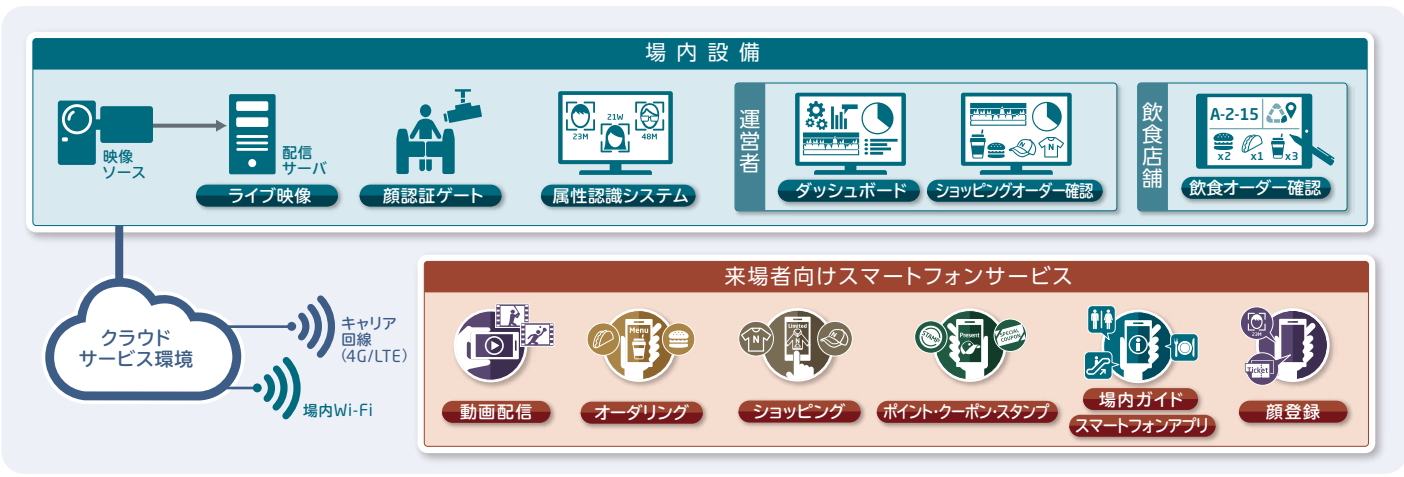 場内設備
映像
ソース
配信
サーバ
ライブ映像
顔認証ゲート
23M
21W
48M
属性認識システム
運営者
ダッシュボード
N
ショッピングオーダー確認
飲食店舗
A-2-15
x2
x1
x3
飲食オーダー確認
クラウド
サービス環境
キャリア
回線
(4G/LTE)
場内Wi-Fi
来場者向けスマートフォンサービス
動画配信
Menu
オーダリング
N
Limited
ショッピング
STAMP
Present
SPECIAL
COUPON
ポイント・クーポン・スタンプ
場内ガイド
スマートフォンアプリ
23M
Ticket
顔登録